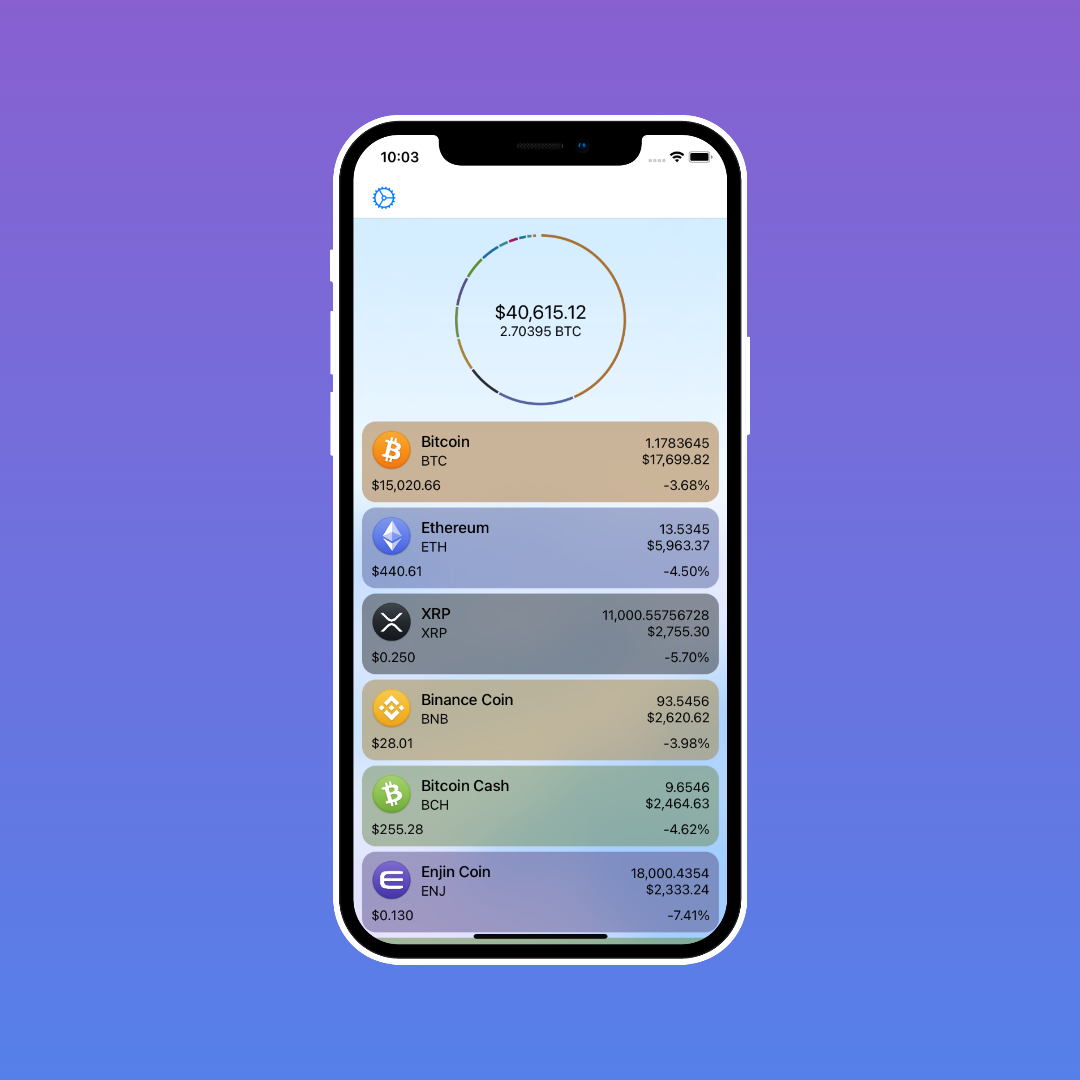 10:03
$40,615.12
2.70395 BTC
Bitcoin
1.1783645
BTC
$17,699.82
$15,020.66
-3.68%
Ethereum
13.5345
ETH
$5,963.37
$440.61
-4.50%
XRP
11,000.55756728
XRP
$2,755.30
$0.250
-5.70%
Binance Coin
93.5456
BNB
$2,620.62
$28.01
-3.98%
Bitcoin Cash
9.6546
BCH
$2,464.63
$255.28
-4.62%
Enjin Coin
18,000.4354
ENJ
$2,333.24
$0.130
-7.41%